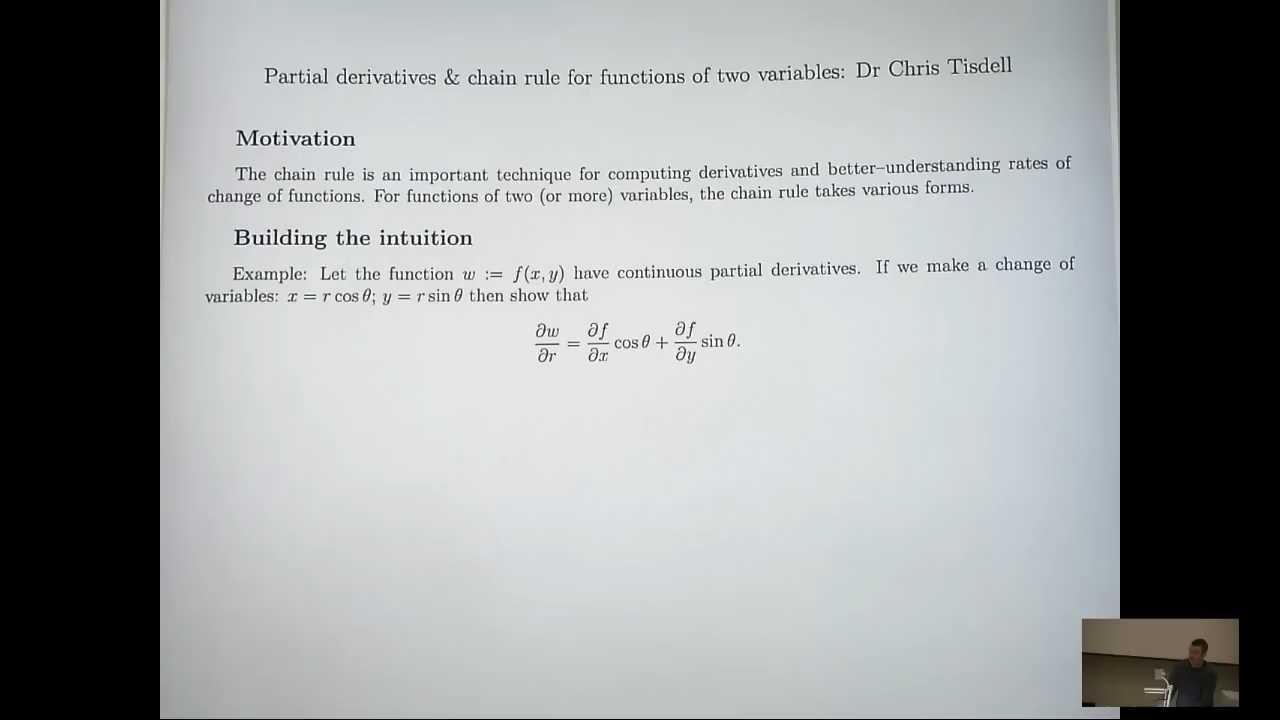 Partial derivatives & chain rule for functions of two variables: Dr Chris Tisdell
Motivation
The chain rule is an important technique for computing derivatives and better–understanding rates of
change of functions. For functions of two (or more) variables, the chain rule takes various forms.
Building the intuition
Example: Let the function w := f(x, y) have continuous partial derivatives. If we make a change of
variables: x = r cos θ; y = r sin θ then show that
∂w/∂r = ∂f/∂x cos θ + ∂f/∂y sin θ.